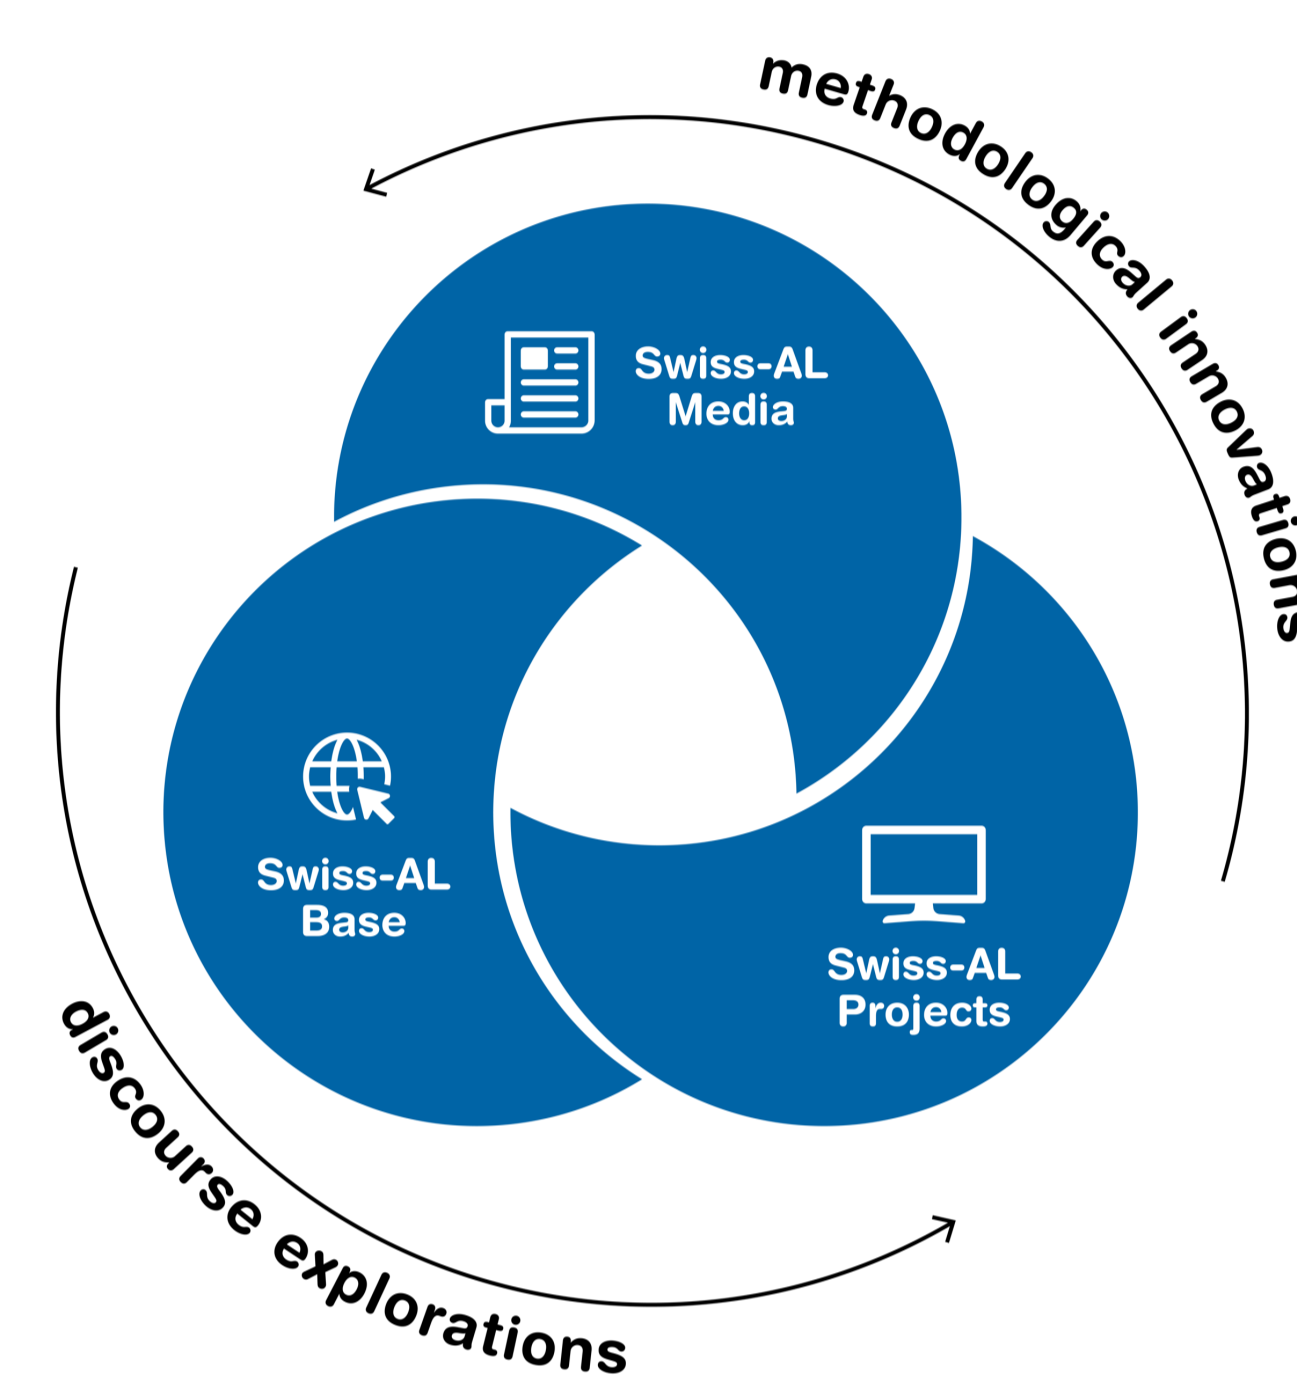 methodological innovations
Swiss-AL
Media
Swiss-AL
Base
Swiss-AL
Projects
discourse explorations